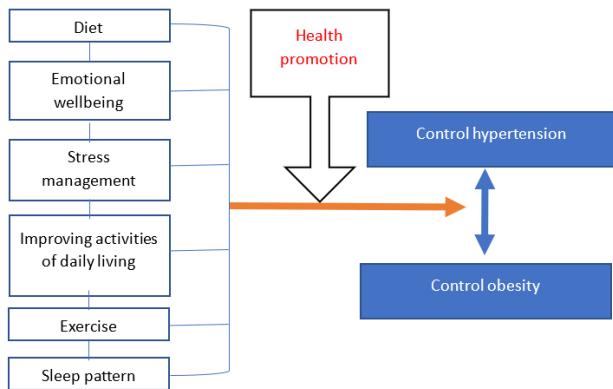 Diet
Emotional
wellbeing
Stress
management
Improving activities
of daily living
Exercise
Sleep pattern
Health
promotion
Control hypertension
Control obesity